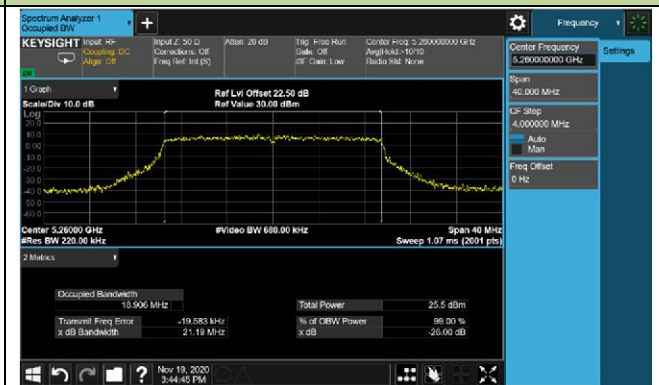 Spectrum Analyzer 1
Occupied BW
+
Frequency
KEYSIGHT Input: RF
Coupling: DC
Align: Off
Input Z: 50 Ω
Corrections: Off
Freq Ref: Int (S)
Atten: 20 dB
Trig: Free Run
Gate: Off
#IF Gain: Low
Center Freq: 5.260000000 GHz
Avg|Hold:>10/10
Radio Std: None
Center Frequency
5.260000000 GHz
Settings
Span
40.000 MHz
CF Step
4.000000 MHz
Auto
Man
Freq Offset
0 Hz
1 Graph
Scale/Div 10.0 dB
Ref Lvl Offset 22.50 dB
Ref Value 30.00 dBm
Log
20.0
10.0
0.00
-10.0
-20.0
-30.0
-40.0
-50.0
-60.0
Center 5.26000 GHz
#Res BW 220.00 kHz
#Video BW 680.00 kHz
Span 40 MHz
Sweep 1.07 ms (2001 pts)
2 Metrics
Occupied Bandwidth
18.906 MHz
Total Power 25.5 dBm
Transmit Freq Error -19.583 kHz
% of OBW Power 99.00 %
x dB Bandwidth 21.19 MHz
x dB -26.00 dB
?
Nov 19, 2020
3:44:45 PM